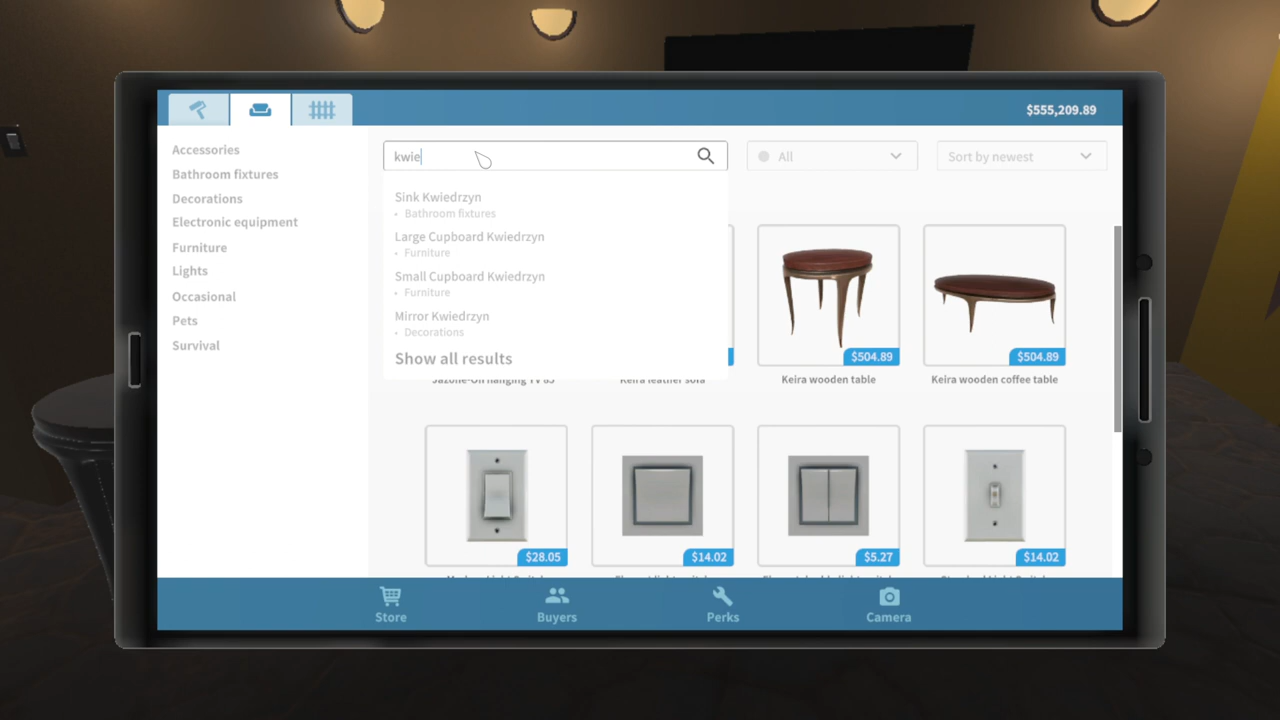 $555,209.89
Accessories
Bathroom fixtures
Decorations
Electronic equipment
Furniture
Lights
Occasional
Pets
Survival
kwie
All
Sort by newest
Sink Kwiedrzyn
• Bathroom fixtures
Large Cupboard Kwiedrzyn
• Furniture
Small Cupboard Kwiedrzyn
• Furniture
Mirror Kwiedrzyn
• Decorations
Show all results
$504.89
$504.89
Keira leather sofa
Keira wooden table
Keira wooden coffee table
$28.05
$14.02
$5.27
$14.02
Store
Buyers
Perks
Camera